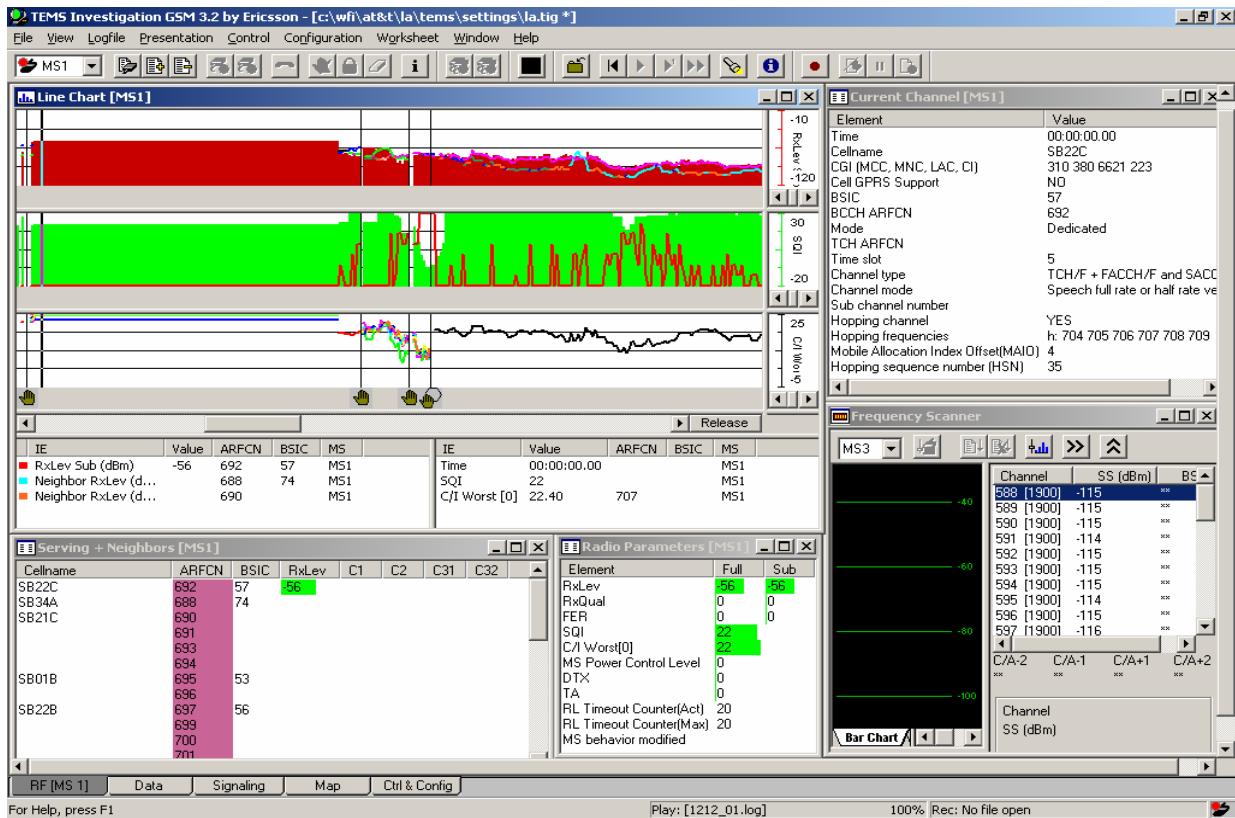 TEMS Investigation GSM 3.2 by Ericsson - [c:\wfi\at&t\la\tems\settings\la.tig *]
File View Logfile Presentation Control Configuration Worksheet Window Help
MS1
Line Chart [MS1]
-10
RxLev S
-120
30
SQI
-20
25
C/I Wors
-5
Release
IE Value ARFCN BSIC MS
RxLev Sub (dBm) -56 692 57 MS1
Neighbor RxLev (d... 688 74 MS1
Neighbor RxLev (d... 690 MS1
IE Value ARFCN BSIC MS
Time 00:00:00.00 MS1
SQI 22 MS1
C/I Worst [0] 22.40 707 MS1
Current Channel [MS1]
Element Value
Time 00:00:00.00
Cellname SB22C
CGI (MCC, MNC, LAC, CI) 310 380 6621 223
Cell GPRS Support NO
BSIC 57
BCCH ARFCN 692
Mode Dedicated
TCH ARFCN
Time slot 5
Channel type TCH/F + FACCH/F and SACC
Channel mode Speech full rate or half rate ve
Sub channel number
Hopping channel YES
Hopping frequencies h: 704 705 706 707 708 709
Mobile Allocation Index Offset(MAIO) 4
Hopping sequence number (HSN) 35
Frequency Scanner
MS3
-40
-60
-80
-100
Bar Chart
Channel SS (dBm) BS
588 [1900] -115 **
589 [1900] -115 **
590 [1900] -115 **
591 [1900] -114 **
592 [1900] -115 **
593 [1900] -115 **
594 [1900] -115 **
595 [1900] -114 **
596 [1900] -115 **
597 [1900] -116 **
C/A-2 C/A-1 C/A+1 C/A+2
** ** ** **
Channel
SS (dBm)
Serving + Neighbors [MS1]
Cellname ARFCN BSIC RxLev C1 C2 C31 C32
SB22C 692 57 -56
SB34A 688 74
SB21C 690
691
693
694
SB01B 695 53
696
SB22B 697 56
699
700
701
Radio Parameters [MS1]
Element Full Sub
RxLev -56 -56
RxQual 0 0
FER 0 0
SQI 22
C/I Worst[0] 22
MS Power Control Level 0
DTX 0
TA 0
RL Timeout Counter(Act) 20
RL Timeout Counter(Max) 20
MS behavior modified
RF [MS 1] Data Signaling Map Ctrl & Config
For Help, press F1 Play: [1212_01.log] 100% Rec: No file open